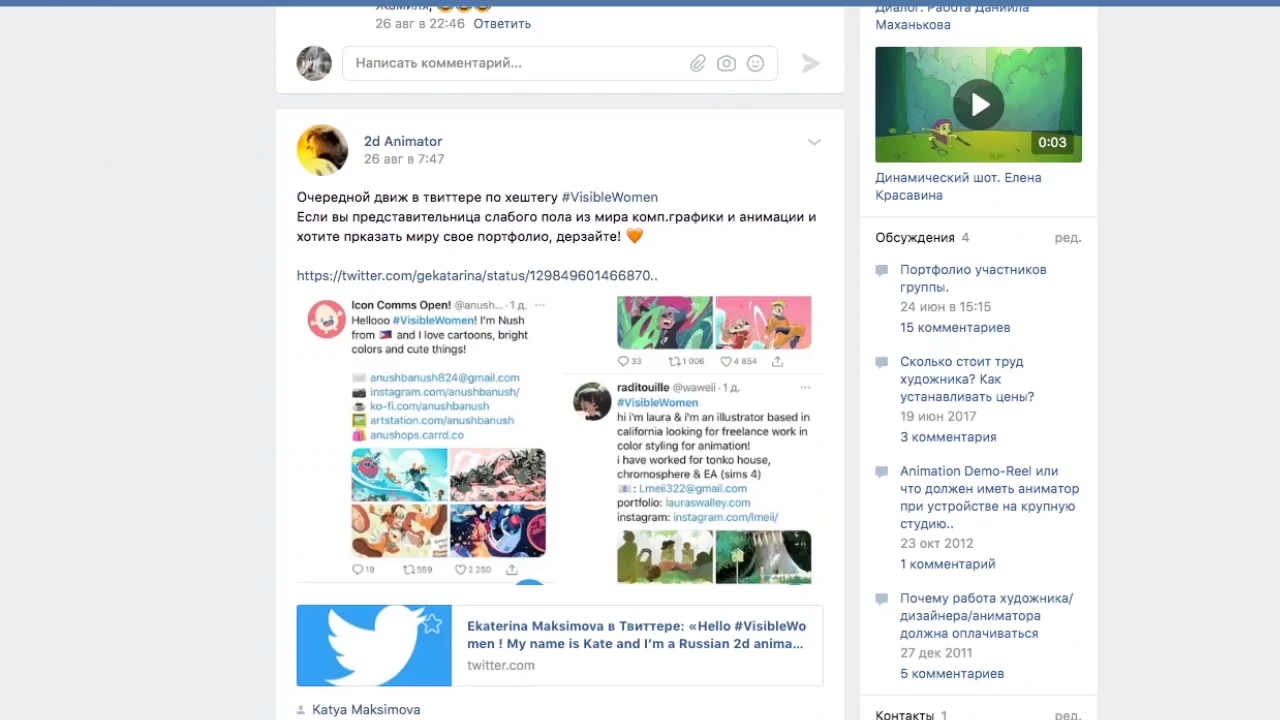 Жамиля,
26 авг в 22:46 Ответить
Написать комментарий...
2d Animator
26 авг в 7:47
Очередной движ в твиттере по хештегу #VisibleWomen
Если вы представительница слабого пола из мира комп.графики и анимации и
хотите прказать миру свое портфолио, дерзайте! 🧡
https://twitter.com/gekatarina/status/129849601466870..
Icon Comms Open! @anush... · 1 д.
Hellooo #VisibleWomen! I'm Nush
from 🇵🇭 and I love cartoons, bright
colors and cute things!
anushbanush824@gmail.com
instagram.com/anushbanush/
ko-fi.com/anushbanush
artstation.com/anushbanush
anushops.carrd.co
19 559 2 250
33 1 006 4 854
raditouille @waweii · 1 д.
#VisibleWomen
hi i'm laura & i'm an illustrator based in
california looking for freelance work in
color styling for animation!
i have worked for tonko house,
chromosphere & EA (sims 4)
: Lmeii322@gmail.com
portfolio: lauraswalley.com
instagram: instagram.com/lmeii/
Ekaterina Maksimova в Твиттере: «Hello #VisibleWo
men ! My name is Kate and I'm a Russian 2d anima...
twitter.com
Katya Maksimova
Диалог. Работа Даниила
Маханькова
0:03
Динамический шот. Елена
Красавина
Обсуждения 4 ред.
Портфолио участников
группы.
24 июн в 15:15
15 комментариев
Сколько стоит труд
художника? Как
устанавливать цены?
19 июн 2017
3 комментария
Animation Demo-Reel или
что должен иметь аниматор
при устройстве на крупную
студию..
23 окт 2012
1 комментарий
Почему работа художника/
дизайнера/аниматора
должна оплачиваться
27 дек 2011
5 комментариев
Контакты 1 ред.